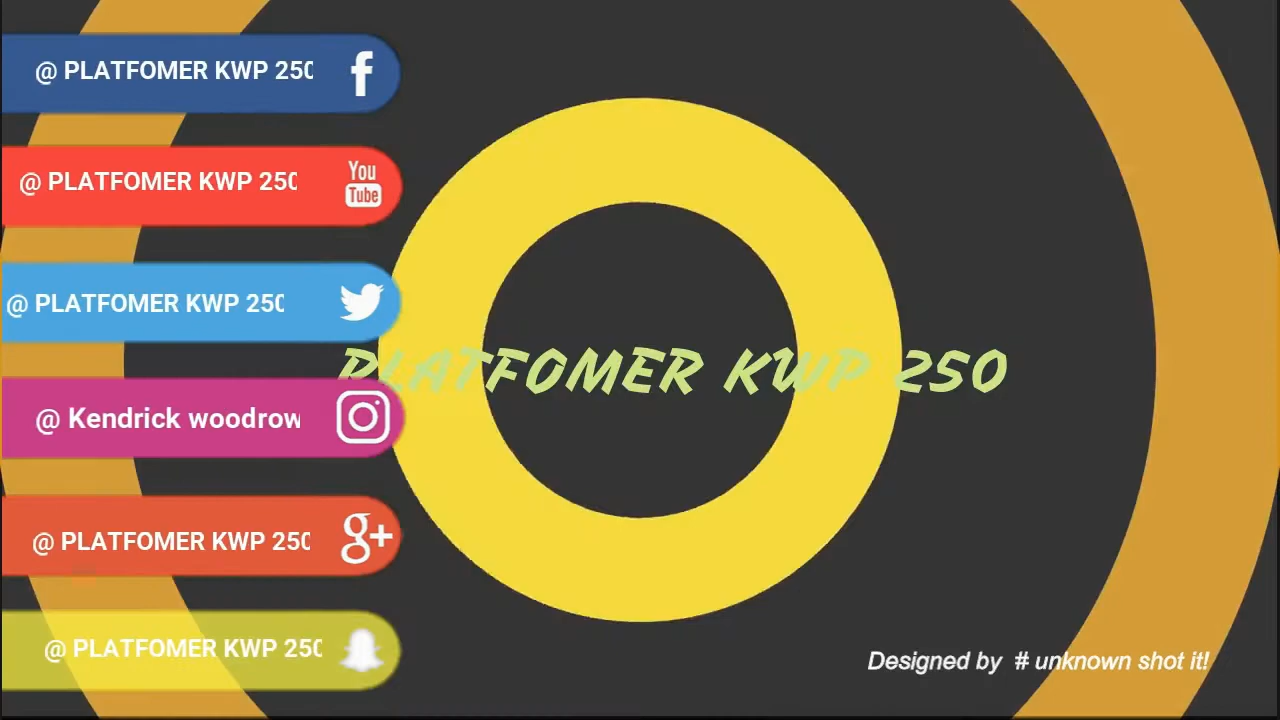 @ PLATFOMER KWP 250
@ PLATFOMER KWP 250
You
Tube
@ PLATFOMER KWP 250
PLATFOMER KWP 250
@ Kendrick woodrow
@ PLATFOMER KWP 250
g+
@ PLATFOMER KWP 250
Designed by # unknown shot it!